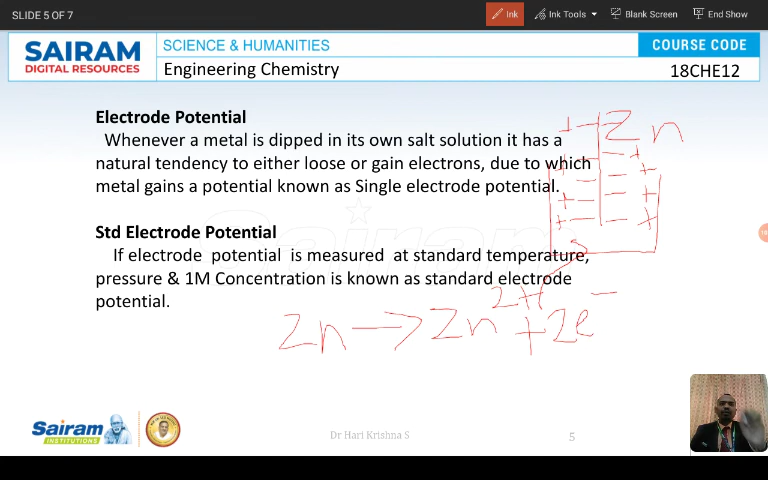 SLIDE 5 OF 7
Ink
Ink Tools
Blank Screen
End Show
SAIRAM
DIGITAL RESOURCES
SCIENCE & HUMANITIES
COURSE CODE
Engineering Chemistry
18CHE12
Electrode Potential
Whenever a metal is dipped in its own salt solution it has a
natural tendency to either loose or gain electrons, due to which
metal gains a potential known as Single electrode potential.
Zn
Std Electrode Potential
If electrode potential is measured at standard temperature,
pressure & 1M Concentration is known as standard electrode
potential.
Zn → Zn2+ + 2e−
Sairam
INSTITUTIONS
Dr Hari Krishna S
5